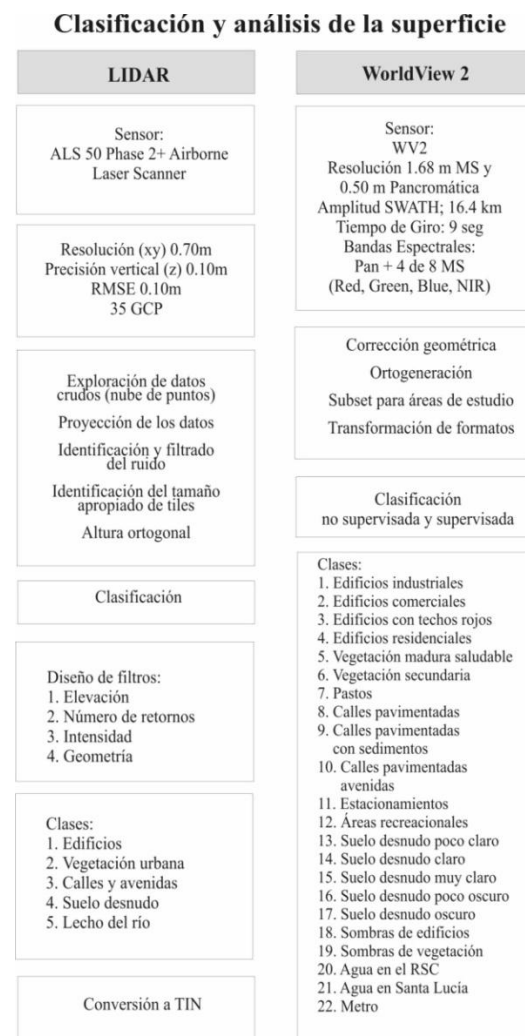 Clasificación y análisis de la superficie
LIDAR
Sensor:
ALS 50 Phase 2+ Airborne
Laser Scanner
Resolución (xy) 0.70m
Precisión vertical (z) 0.10m
RMSE 0.10m
35 GCP
Exploración de datos
crudos (nube de puntos)
Proyección de los datos
Identificación y filtrado
del ruido
Identificación del tamaño
apropiado de tiles
Altura ortogonal
Clasificación
Diseño de filtros:
1. Elevación
2. Número de retornos
3. Intensidad
4. Geometría
Clases:
1. Edificios
2. Vegetación urbana
3. Calles y avenidas
4. Suelo desnudo
5. Lecho del río
Conversión a TIN
WorldView 2
Sensor:
WV2
Resolución 1.68 m MS y
0.50 m Pancromática
Amplitud SWATH; 16.4 km
Tiempo de Giro: 9 seg
Bandas Espectrales:
Pan + 4 de 8 MS
(Red, Green, Blue, NIR)
Corrección geométrica
Ortogeneración
Subset para áreas de estudio
Transformación de formatos
Clasificación
no supervisada y supervisada
Clases:
1. Edificios industriales
2. Edificios comerciales
3. Edificios con techos rojos
4. Edificios residenciales
5. Vegetación madura saludable
6. Vegetación secundaria
7. Pastos
8. Calles pavimentadas
9. Calles pavimentadas
con sedimentos
10. Calles pavimentadas
avenidas
11. Estacionamientos
12. Áreas recreacionales
13. Suelo desnudo poco claro
14. Suelo desnudo claro
15. Suelo desnudo muy claro
16. Suelo desnudo poco oscuro
17. Suelo desnudo oscuro
18. Sombras de edificios
19. Sombras de vegetación
20. Agua en el RSC
21. Agua en Santa Lucía
22. Metro